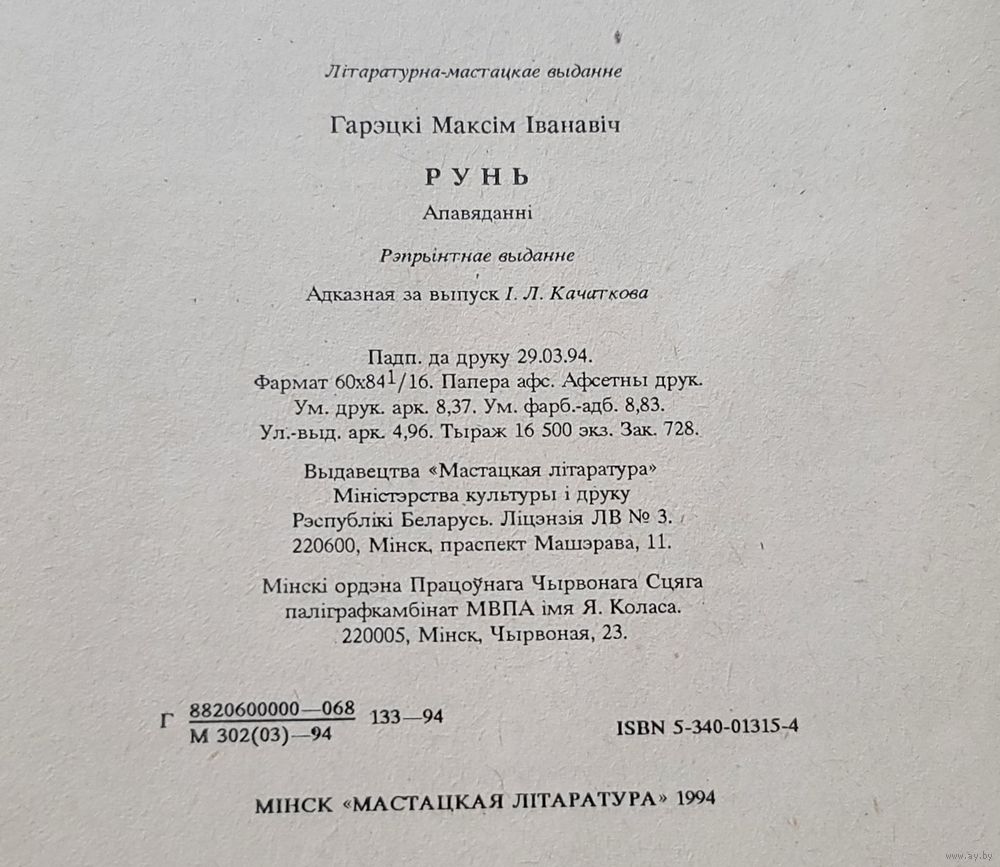 Літаратурна-мастацкае выданне
Гарэцкі Максім Іванавіч
РУНЬ
Апавяданні
Рэпрынтнае выданне
Адказная за выпуск І. Л. Качаткова
Падп. да друку 29.03.94.
Фармат 60х84 1/16. Папера афс. Афсетны друк.
Ум. друк. арк. 8,37. Ум. фарб.-адб. 8,83.
Ул.-выд. арк. 4,96. Тыраж 16 500 экз. Зак. 728.
Выдавецтва «Мастацкая літаратура»
Міністэрства культуры і друку
Рэспублікі Беларусь. Ліцэнзія ЛВ № 3.
220600, Мінск, праспект Машэрава, 11.
Мінскі ордэна Працоўнага Чырвонага Сцяга
паліграфкамбінат МВПА імя Я. Коласа.
220005, Мінск, Чырвоная, 23.
Г 8820600000—068 133—94
М 302(03)—94
ISBN 5-340-01315-4
МІНСК «МАСТАЦКАЯ ЛІТАРАТУРА» 1994
www.ay.by